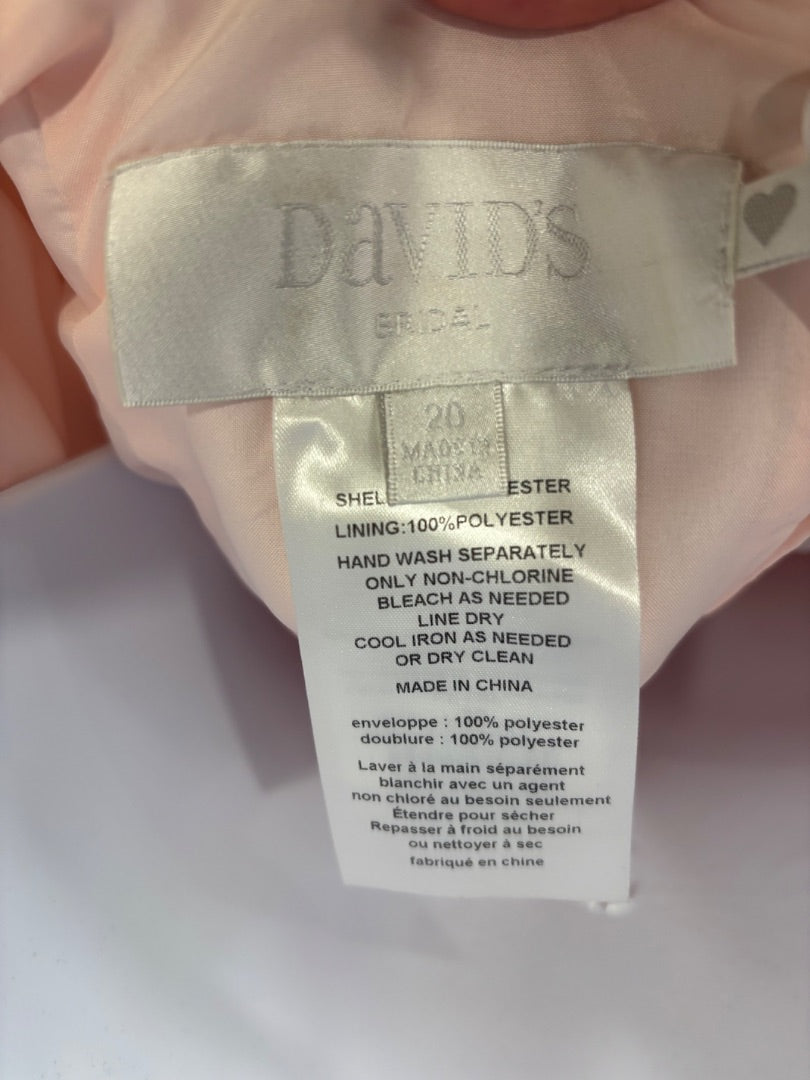 DaVID'S
BRIDAL
20
MADE IN
CHINA
SHEL ESTER
LINING:100%POLYESTER
HAND WASH SEPARATELY
ONLY NON-CHLORINE
BLEACH AS NEEDED
LINE DRY
COOL IRON AS NEEDED
OR DRY CLEAN
MADE IN CHINA
enveloppe : 100% polyester
doublure : 100% polyester
Laver à la main séparément
blanchir avec un agent
non chloré au besoin seulement
Étendre pour sécher
Repasser à froid au besoin
ou nettoyer à sec
fabriqué en chine